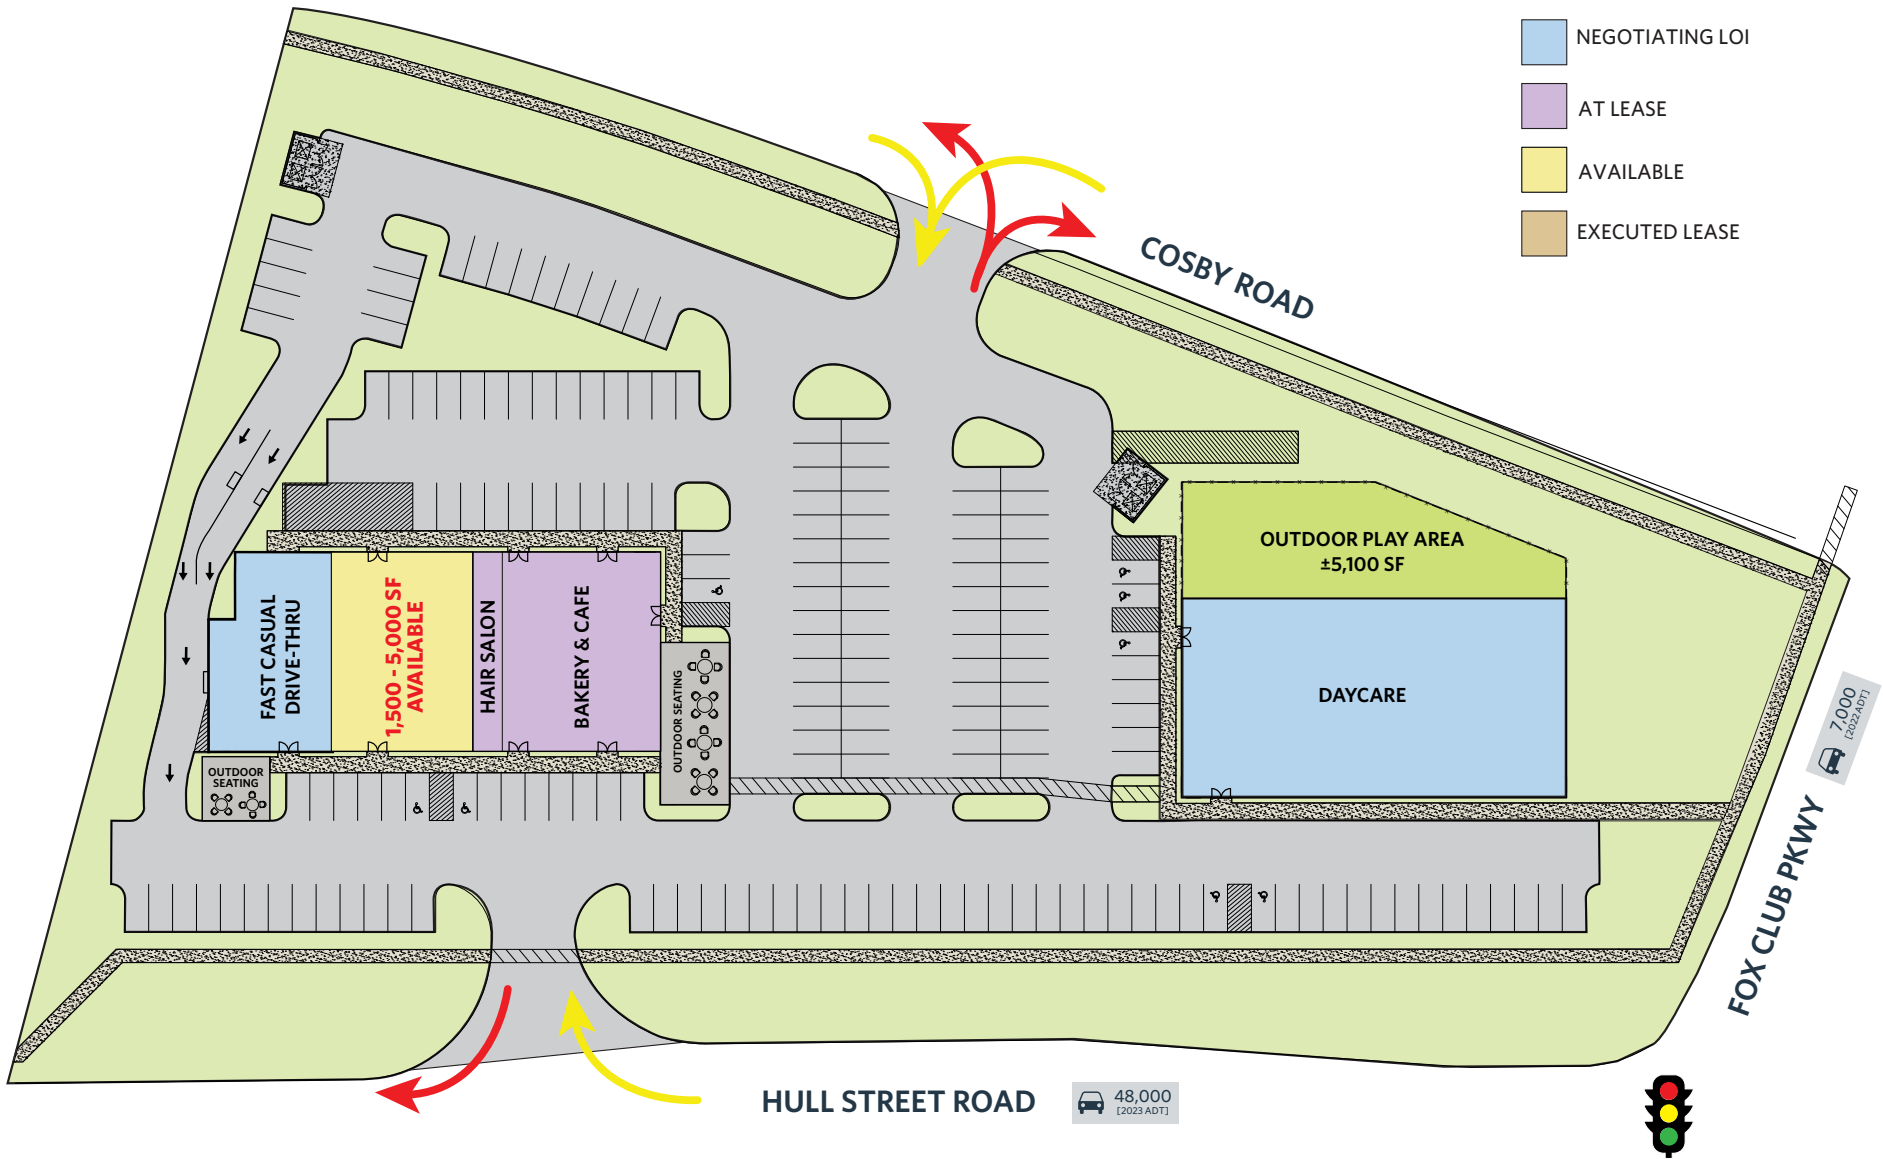 NEGOTIATING LOI
AT LEASE
AVAILABLE
EXECUTED LEASE
COSBY ROAD
OUTDOOR PLAY AREA
±5,100 SF
DAYCARE
FAST CASUAL
DRIVE-THRU
1,500 - 5,000 SF
AVAILABLE
HAIR SALON
BAKERY & CAFE
OUTDOOR SEATING
OUTDOOR
SEATING
7,000
[2022 ADT]
FOX CLUB PKWY
HULL STREET ROAD
48,000
[2023 ADT]